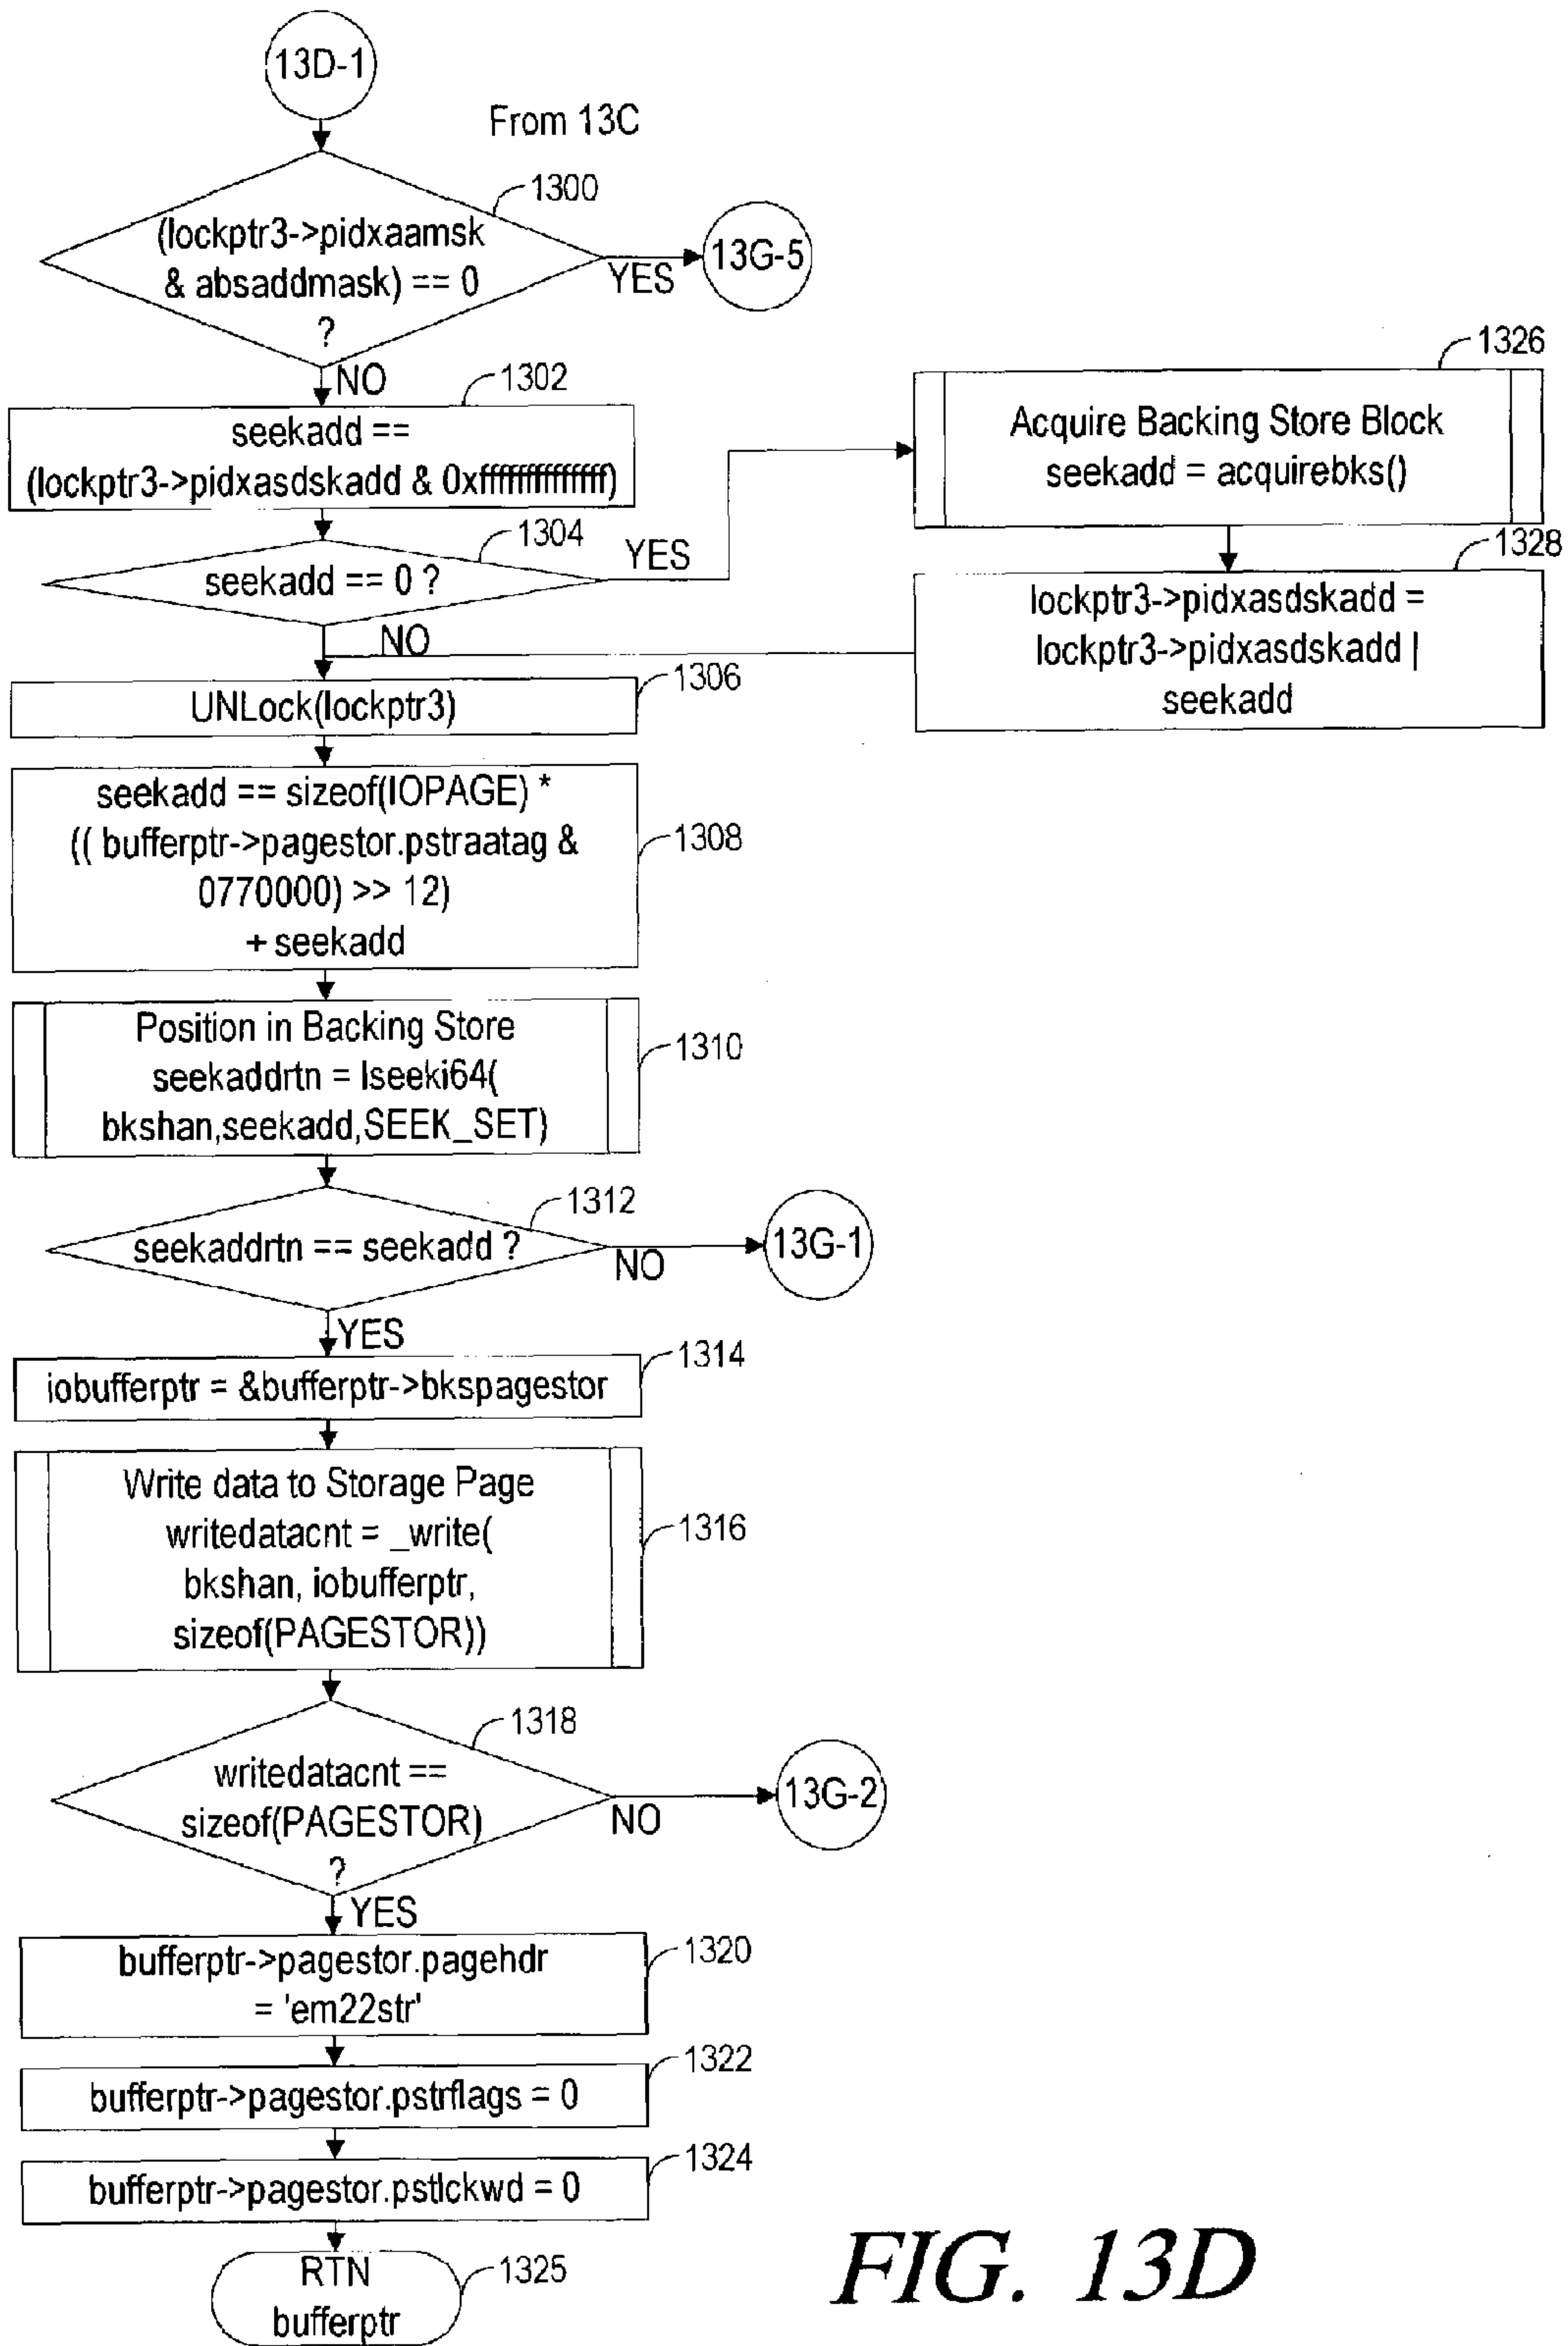 13D-1
From 13C
1300
(lockptr3->pidxaamsk
& absaddmask) == 0
?
YES
13G-5
NO
1302
seekadd ==
(lockptr3->pidxasdskadd & 0xffffffffffffff)
1304
seekadd == 0 ?
YES
NO
1326
Acquire Backing Store Block
seekadd = acquirebks()
1328
lockptr3->pidxasdskadd =
lockptr3->pidxasdskadd |
seekadd
1306
UNLock(lockptr3)
seekadd == sizeof(IOPAGE) *
(( bufferptr->pagestor.pstraatag &
0770000) >> 12)
+ seekadd
1308
Position in Backing Store
seekaddrtn = lseeki64(
bkshan,seekadd,SEEK_SET)
1310
1312
seekaddrtn == seekadd ?
NO
13G-1
YES
1314
iobufferptr = &bufferptr->bkspagestor
Write data to Storage Page
writedatacnt = _write(
bkshan, iobufferptr,
sizeof(PAGESTOR))
1316
1318
writedatacnt ==
sizeof(PAGESTOR)
?
NO
13G-2
YES
1320
bufferptr->pagestor.pagehdr
= 'em22str'
1322
bufferptr->pagestor.pstrflags = 0
1324
bufferptr->pagestor.pstlckwd = 0
RTN
bufferptr
1325
FIG. 13D